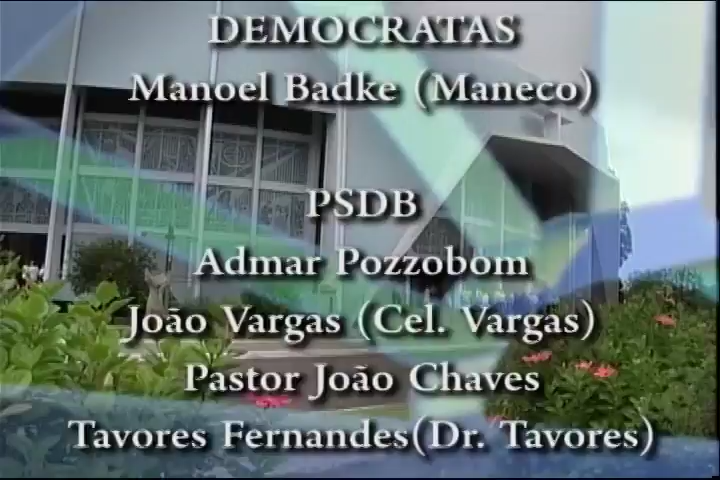 DEMOCRATAS
Manoel Badke (Maneco)
PSDB
Admar Pozzobom
João Vargas (Cel. Vargas)
Pastor João Chaves
Tavores Fernandes(Dr. Tavores)